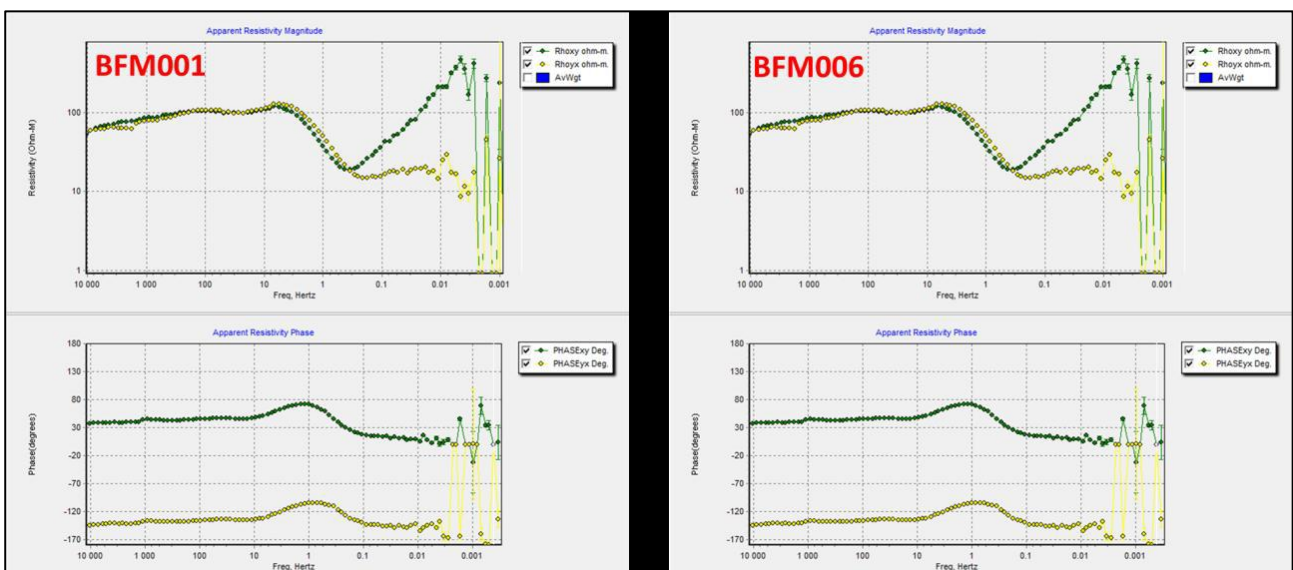 Apparent Resistivity Magnitude
BFM001
Rhoxy ohm-m.
Rhoyx ohm-m.
AvWgt
Resistivity (Ohm-M)
100
10
1
10 000
1 000
100
10
1
0.1
0.01
0.001
Freq, Hertz
Apparent Resistivity Phase
PHASExy Deg.
PHASEyx Deg.
Phase(degrees)
180
130
80
30
-20
-70
-120
-170
10 000
1 000
100
10
1
0.1
0.01
0.001
Freq, Hertz
Apparent Resistivity Magnitude
BFM006
Rhoxy ohm-m.
Rhoyx ohm-m.
AvWgt
Resistivity (Ohm-M)
100
10
1
10 000
1 000
100
10
1
0.1
0.01
0.001
Freq, Hertz
Apparent Resistivity Phase
PHASExy Deg.
PHASEyx Deg.
Phase(degrees)
180
130
80
30
-20
-70
-120
-170
10 000
1 000
100
10
1
0.1
0.01
0.001
Freq, Hertz